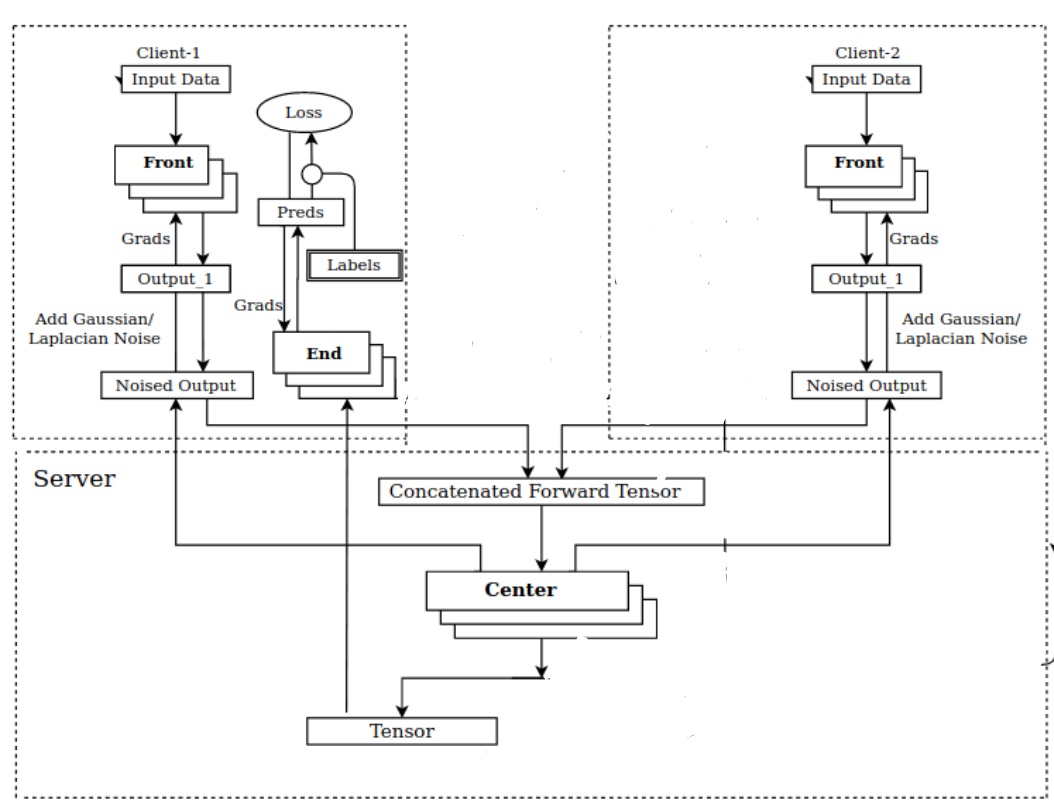 Client-1
Input Data
Loss
Front
Preds
Grads
Labels
Output_1
Grads
Add Gaussian/
Laplacian Noise
End
Noised Output
Client-2
Input Data
Front
Grads
Output_1
Add Gaussian/
Laplacian Noise
Noised Output
Server
Concatenated Forward Tensor
Center
Tensor